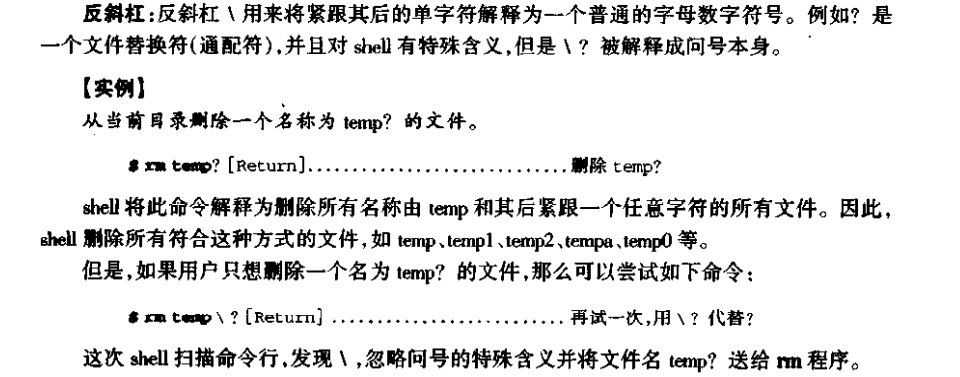 反斜杠:反斜杠 \ 用来将紧跟其后的单字符解释为一个普通的字母数字符号。例如? 是
一个文件替换符(通配符),并且对 shell 有特殊含义,但是 \ ? 被解释成问号本身。
【实例】
从当前目录删除一个名称为 temp? 的文件。
$ rm temp? [Return]............................删除 temp?
shell 将此命令解释为删除所有名称由 temp 和其后紧跟一个任意字符的所有文件。因此,
shell 删除所有符合这种方式的文件,如 temp、temp1、temp2、tempa、temp0 等。
但是,如果用户只想删除一个名为 temp? 的文件,那么可以尝试如下命令:
$ rm temp \ ? [Return] .........................再试一次,用 \ ? 代替?
这次 shell 扫描命令行,发现 \ ,忽略问号的特殊含义并将文件名 temp? 送给 rm 程序。